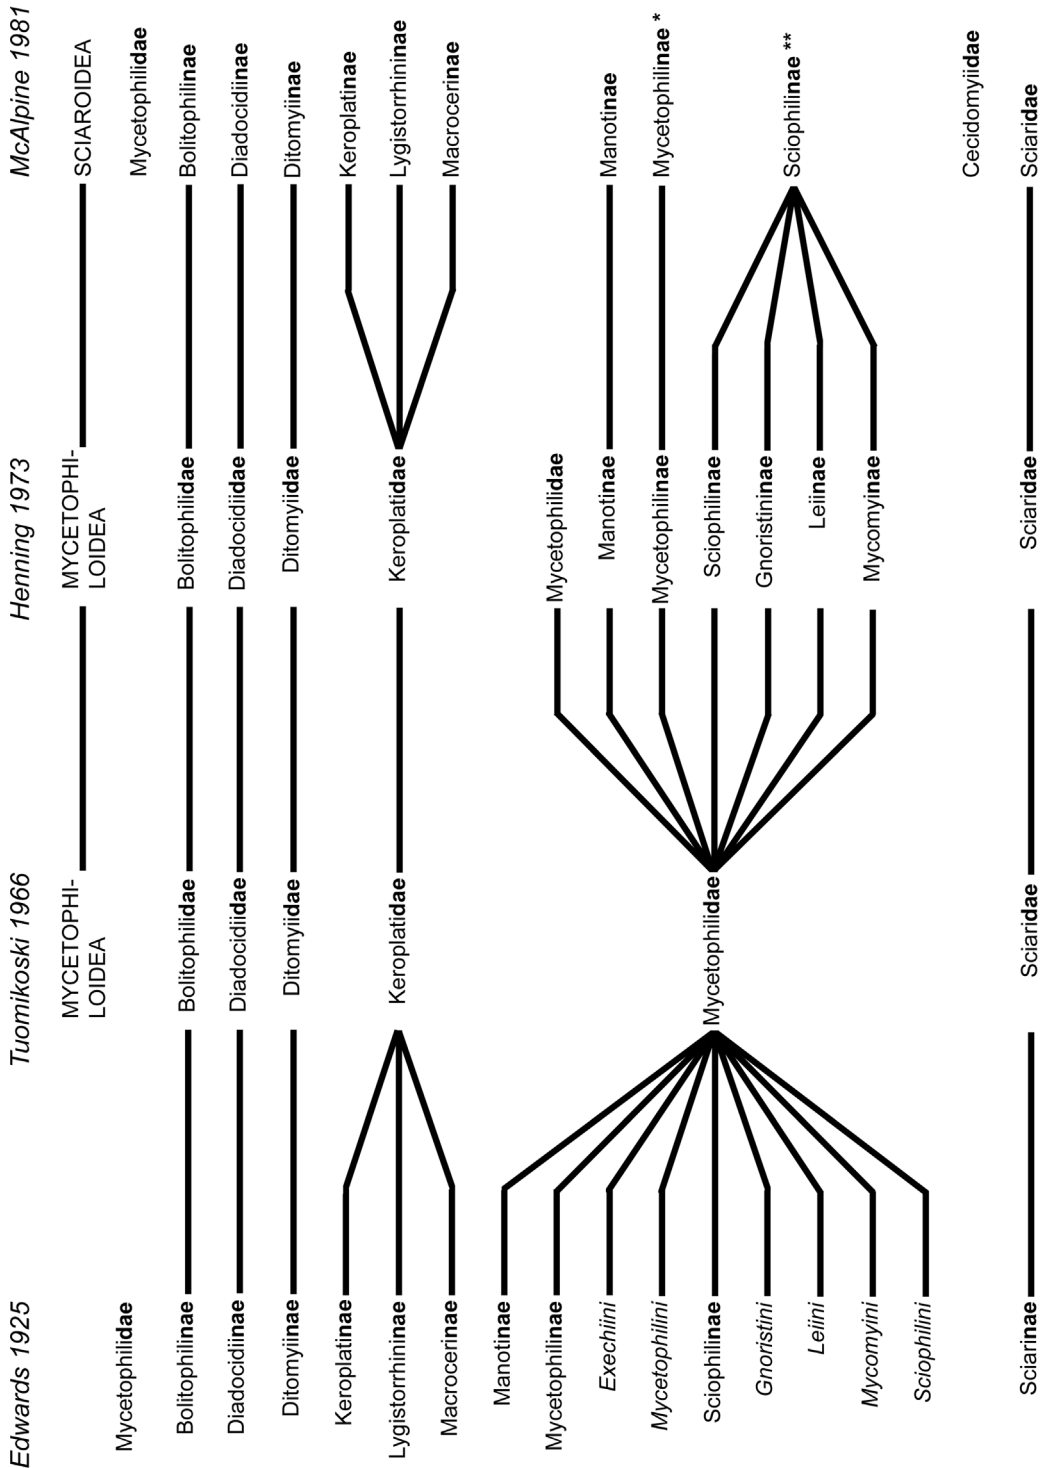 Edwards 1925
Mycetophilidae
Bolitophilinae
Diadocidiinae
Ditomyiinae
Keroplatinae
Lygistorrhininae
Macrocerinae
Manotinae
Mycetophilinae
Exechiini
Mycetophilini
Sciophilinae
Gnoristini
Leiini
Mycomyini
Sciophilini
Sciarinae
Tuomikoski 1966
MYCETOPHI-
LOIDEA
Bolitophilidae
Diadocidiidae
Ditomyiidae
Keroplatidae
Mycetophilidae
Sciaridae
Henning 1973
MYCETOPHI-
LOIDEA
Bolitophilidae
Diadocidiidae
Ditomyiidae
Keroplatidae
Mycetophilidae
Manotinae
Mycetophilinae
Sciophilinae
Gnoristininae
Leiinae
Mycomyinae
Sciaridae
McAlpine 1981
SCIAROIDEA
Mycetophilidae
Bolitophilinae
Diadocidiinae
Ditomyiinae
Keroplatinae
Lygistorrhininae
Macrocerinae
Manotinae
Mycetophilinae *
Sciophilinae **
Cecidomyiidae
Sciaridae